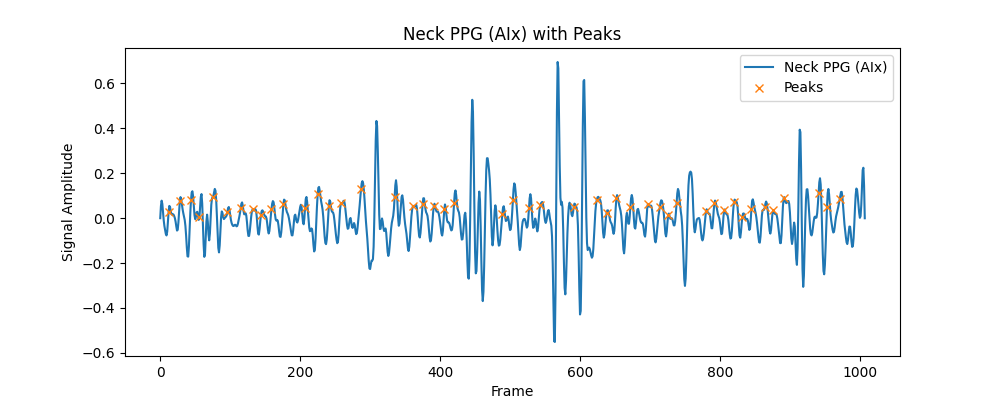 Neck PPG (AIx) with Peaks
Neck PPG (AIx)
Peaks
Signal Amplitude
0.6
0.4
0.2
0.0
−0.2
−0.4
−0.6
0
200
400
600
800
1000
Frame